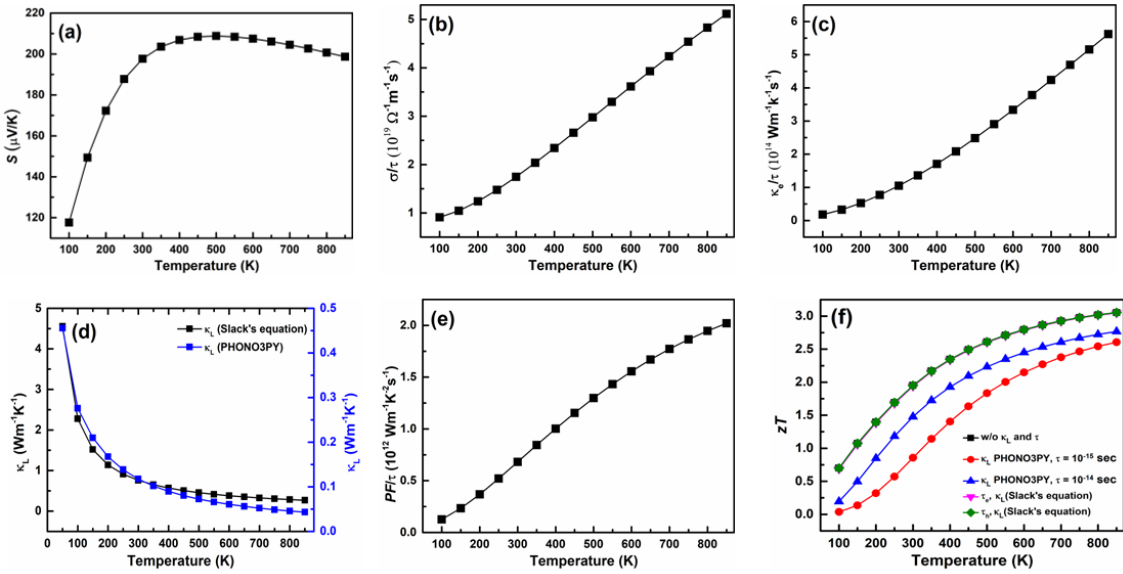 (a)
S (μV/K)
220
200
180
160
140
120
100 200 300 400 500 600 700 800
Temperature (K)
(b)
σ/τ (10¹⁹ Ω⁻¹m⁻¹s⁻¹)
5
4
3
2
1
100 200 300 400 500 600 700 800
Temperature (K)
(c)
κₑ/τ (10¹⁴ Wm⁻¹k⁻¹s⁻¹)
6
5
4
3
2
1
0
100 200 300 400 500 600 700 800
Temperature (K)
(d)
κL (Slack's equation)
κL (PHONO3PY)
κL (Wm⁻¹K⁻¹)
5
4
3
2
1
0
κL (Wm⁻¹K⁻¹)
0.5
0.4
0.3
0.2
0.1
0.0
0 100 200 300 400 500 600 700 800
Temperature (K)
(e)
PF/τ (10¹² Wm⁻¹K⁻²s⁻¹)
2.0
1.5
1.0
0.5
0.0
100 200 300 400 500 600 700 800
Temperature (K)
(f)
zT
3.0
2.5
2.0
1.5
1.0
0.5
0.0
w/o κL and τ
κL PHONO3PY, τ = 10⁻¹⁵ sec
κL PHONO3PY, τ = 10⁻¹⁴ sec
κL(Slack's equation)
κL(Slack's equation)
100 200 300 400 500 600 700 800
Temperature (K)